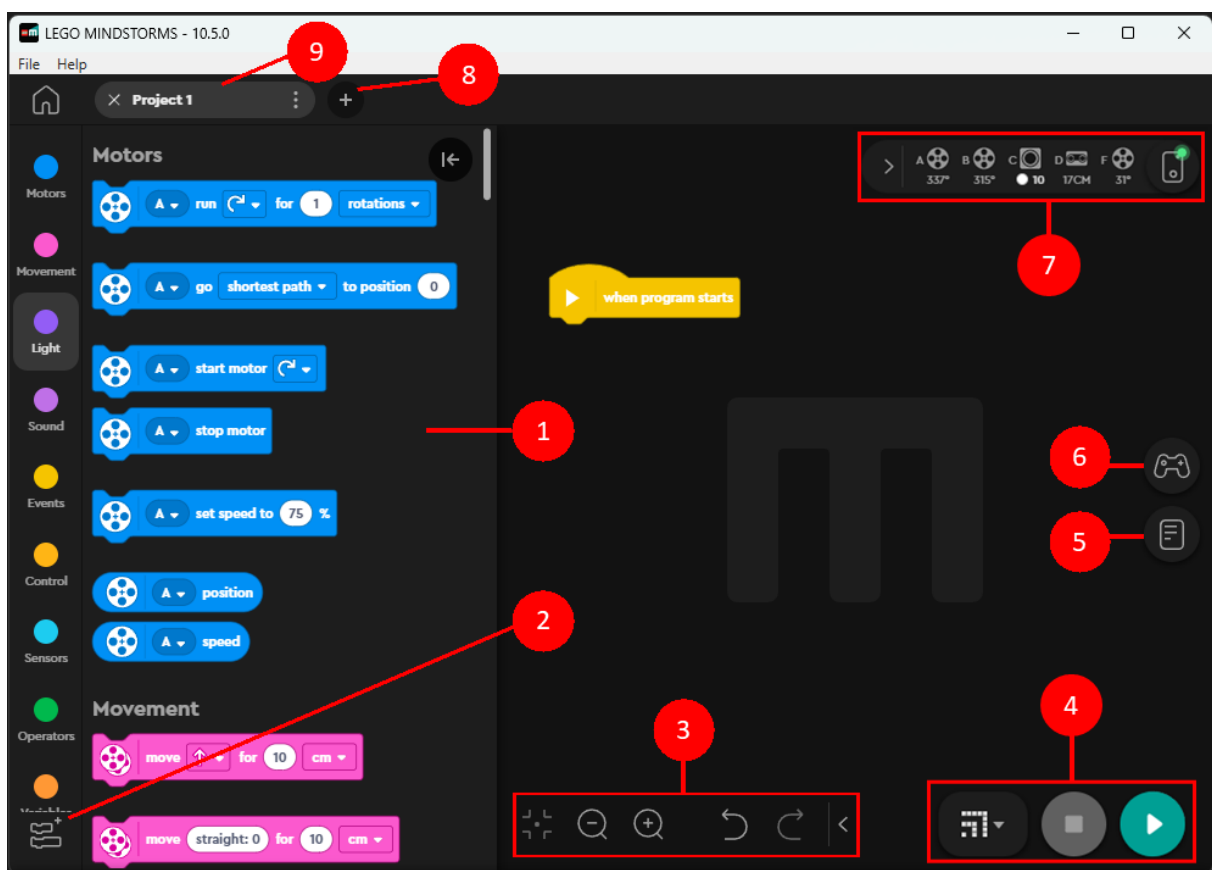 LEGO MINDSTORMS - 10.5.0
File Help
9
8
Project 1
Motors
A run for 1 rotations
A go shortest path to position 0
A start motor
A stop motor
A set speed to 75 %
A position
A speed
Movement
move for 10 cm
move straight: 0 for 10 cm
Motors
Movement
Light
Sound
Events
Control
Sensors
Operators
Variables
A B C D F
337° 315° 10 17CM 31°
7
when program starts
1
6
5
2
3
4